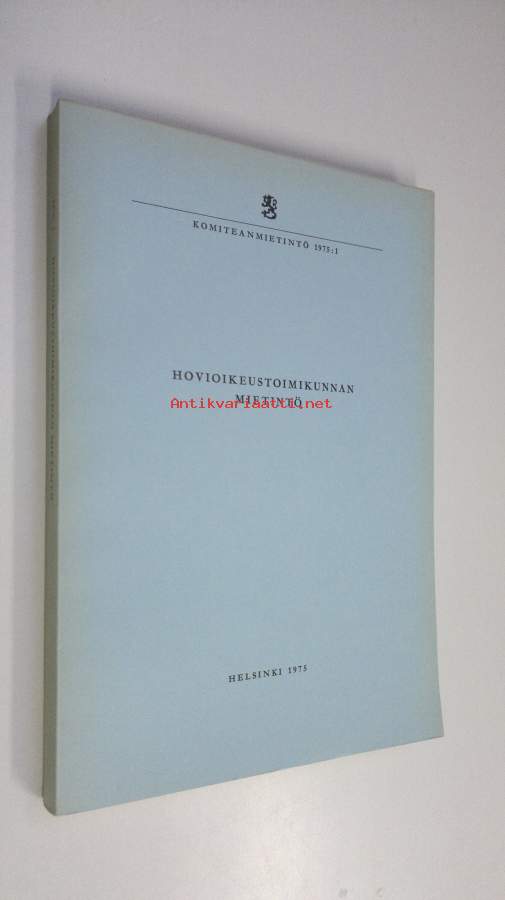 KOMITEANMIETINTÖ 1975:1
HOVIOIKEUSTOIMIKUNNAN
MIETINTÖ
Antikvariaatti.net
HELSINKI 1975